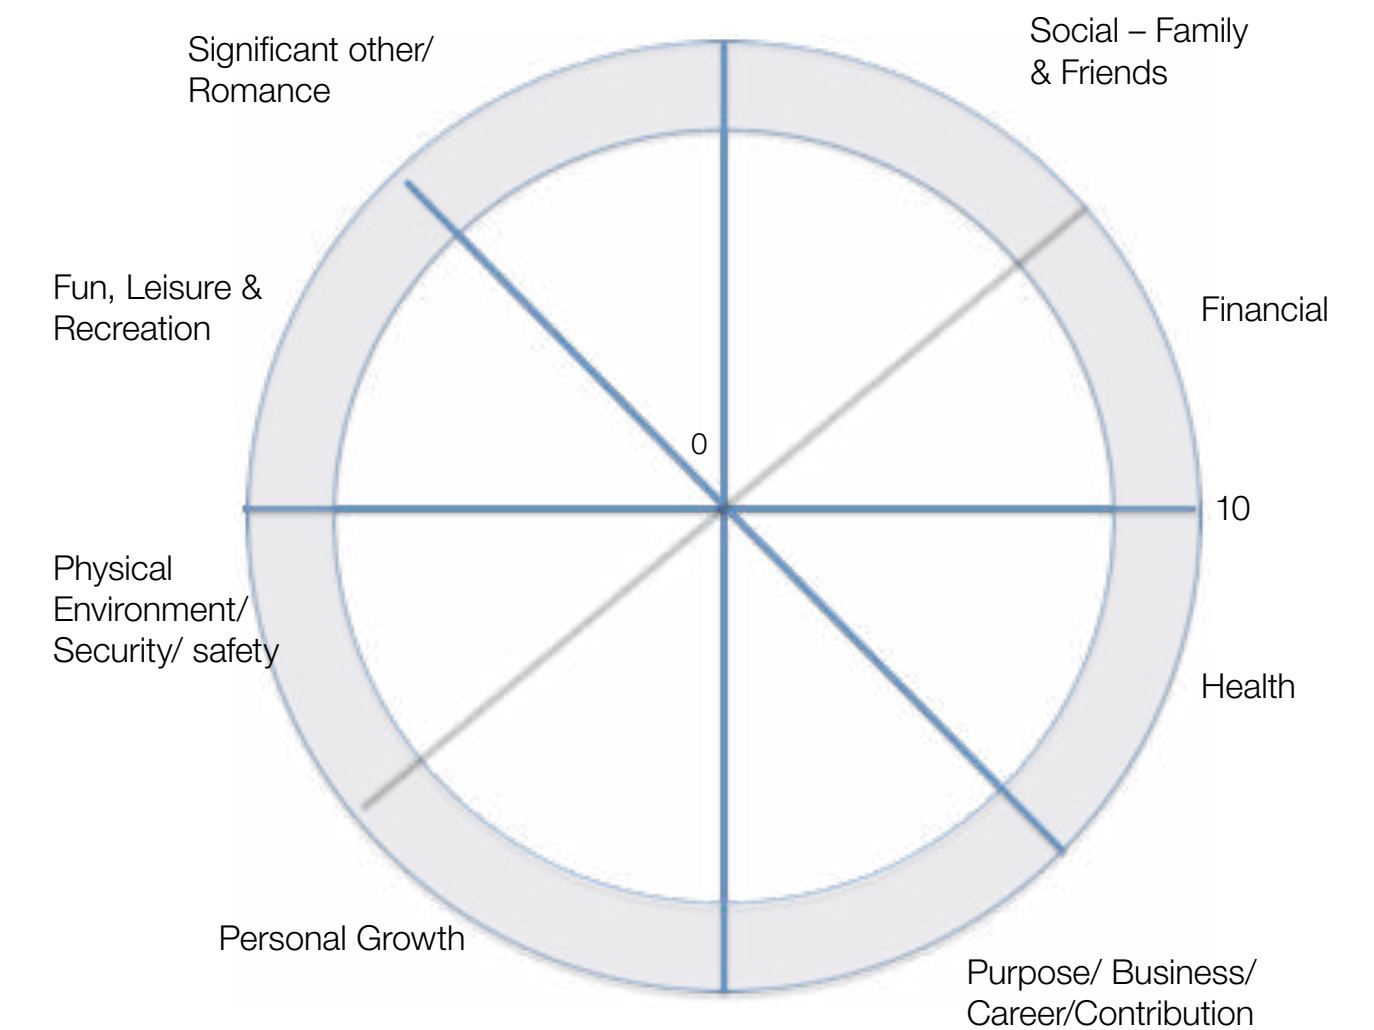 Significant other/
Romance
Social – Family
& Friends
Fun, Leisure &
Recreation
Financial
0
10
Physical
Environment/
Security/ safety
Health
Personal Growth
Purpose/ Business/
Career/Contribution